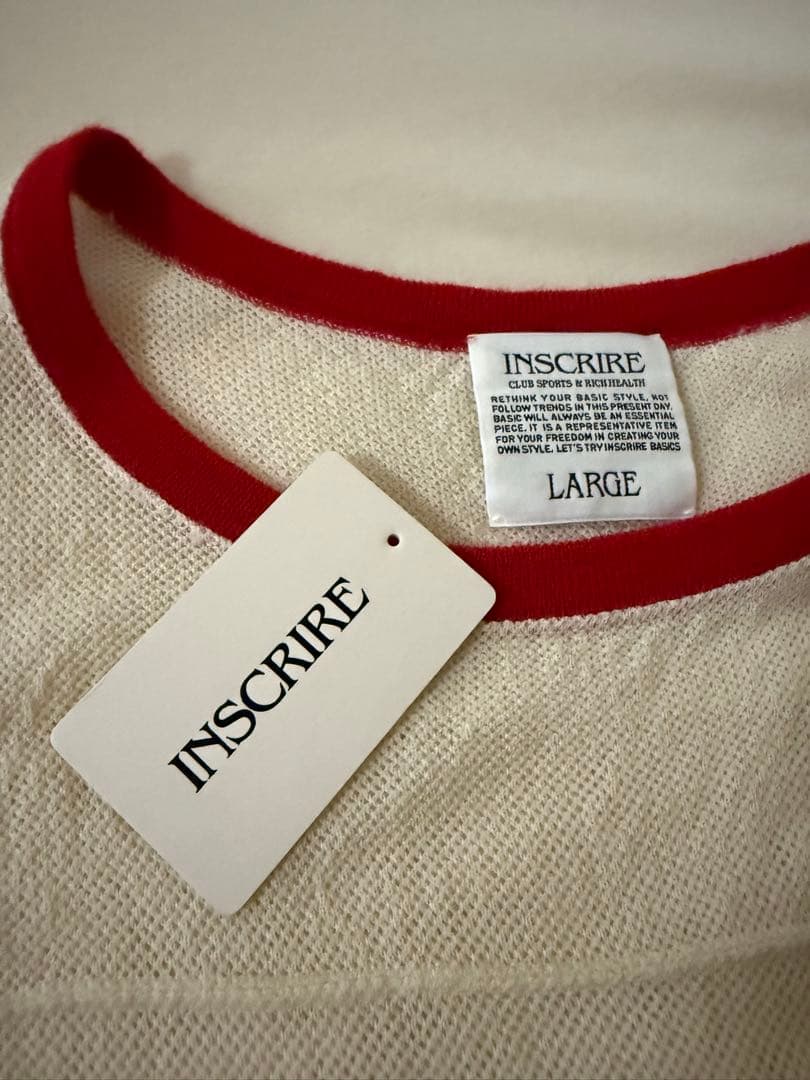 INSCRIRE
CLUB SPORTS & RICH HEALTH
RETHINK YOUR BASIC STYLE, NOT
FOLLOW TRENDS IN THIS PRESENT DAY.
BASIC WILL ALWAYS BE AN ESSENTIAL
PIECE. IT IS A REPRESENTATIVE ITEM
FOR YOUR FREEDOM IN CREATING YOUR
OWN STYLE. LET'S TRY INSCRIRE BASICS
LARGE
INSCRIRE